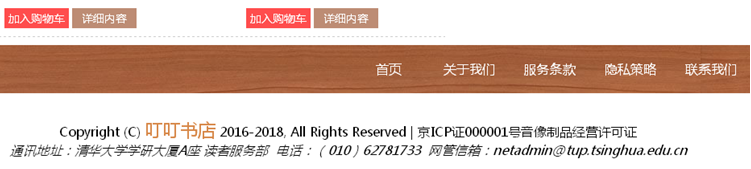 加入购物车 详细内容 加入购物车 详细内容
首页 关于我们 服务条款 隐私策略 联系我们
Copyright (C) 叮叮书店 2016-2018, All Rights Reserved | 京ICP证000001号音像制品经营许可证
通讯地址：清华大学学研大厦A座 读者服务部 电话：（010）62781733 网管信箱：netadmin@tup.tsinghua.edu.cn